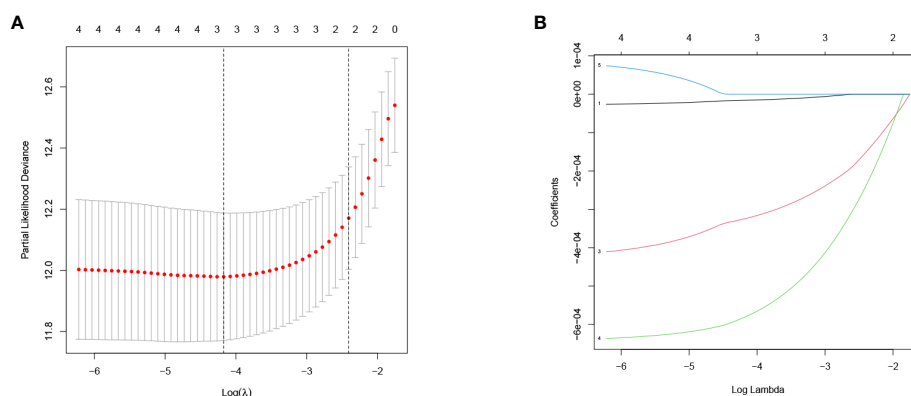 A
4 4 4 4 4 4 4 3 3 3 3 2 2 2 0
Partial Likelihood Deviance
12.6
12.4
12.2
12.0
11.8
−6 −5 −4 −3 −2
Log(λ)
B
4 4 3 3 2
Coefficients
1e−04
0e+00
−2e−04
−4e−04
−6e−04
5
1
3
4
−6 −5 −4 −3 −2
Log Lambda